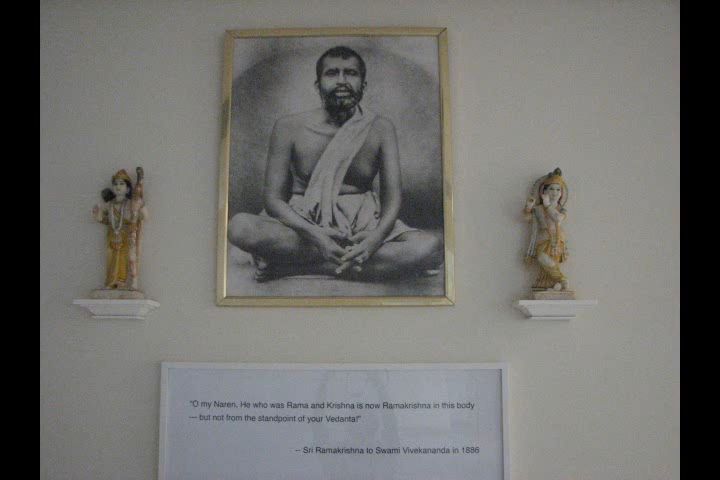 "O my Naren, He who was Rama and Krishna is now Ramakrishna in this body
— but not from the standpoint of your Vedanta!"
-- Sri Ramakrishna to Swami Vivekananda in 1886